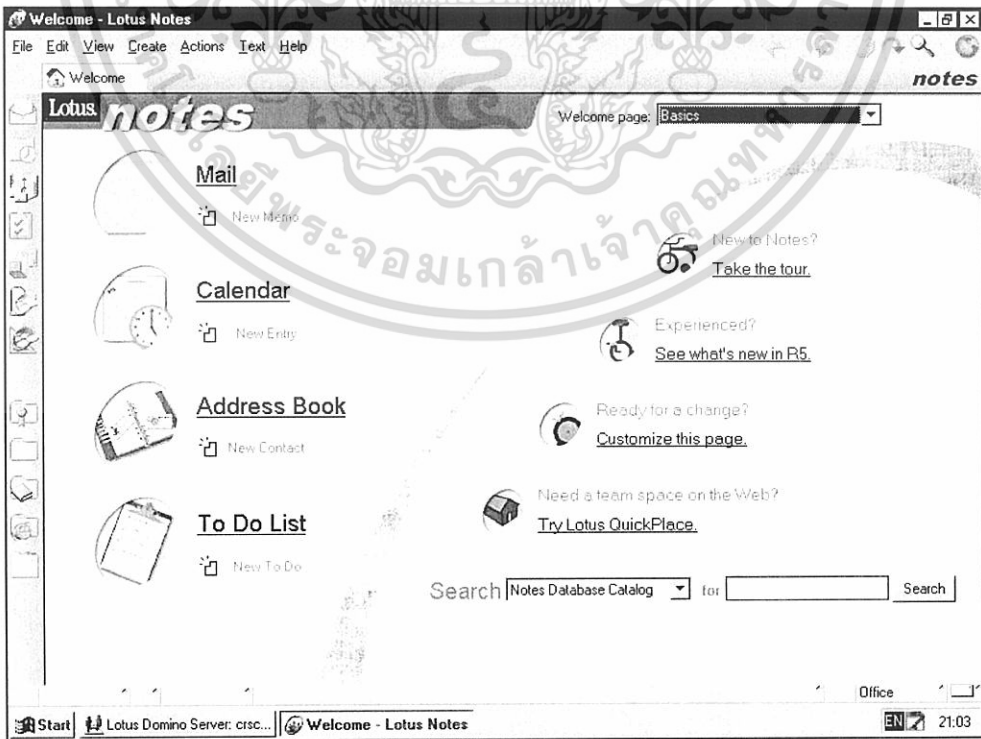 Welcome - Lotus Notes
File Edit View Create Actions Text Help
Welcome
notes
Lotus notes
Welcome page: Basics
Mail
New Memo
Calendar
New Entry
Address Book
New Contact
To Do List
New To Do
New to Notes?
Take the tour.
Experienced?
See what's new in R5.
Ready for a change?
Customize this page.
Need a team space on the Web?
Try Lotus QuickPlace.
Search Notes Database Catalog for Search
Office
Start Lotus Domino Server: crsc... Welcome - Lotus Notes EN 21:03